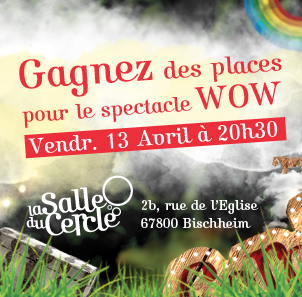 Gagnez des places
pour le spectacle WOW
Vendr. 13 Avril à 20h30
la Salle
du Cercle
2b, rue de l'Eglise
67800 Bischheim